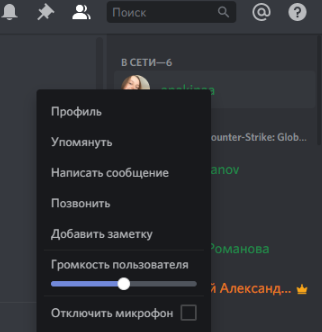 Поиск
В СЕТИ—6
Профиль
ounter-Strike: Glob...
Упомянуть
anov
Написать сообщение
Позвонить
Добавить заметку
Романова
Громкость пользователя
й Александ...
Отключить микрофон